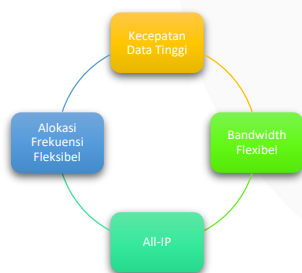 Kecepatan
Data Tinggi
Alokasi
Frekuensi
Fleksibel
Bandwidth
Flexibel
All-IP